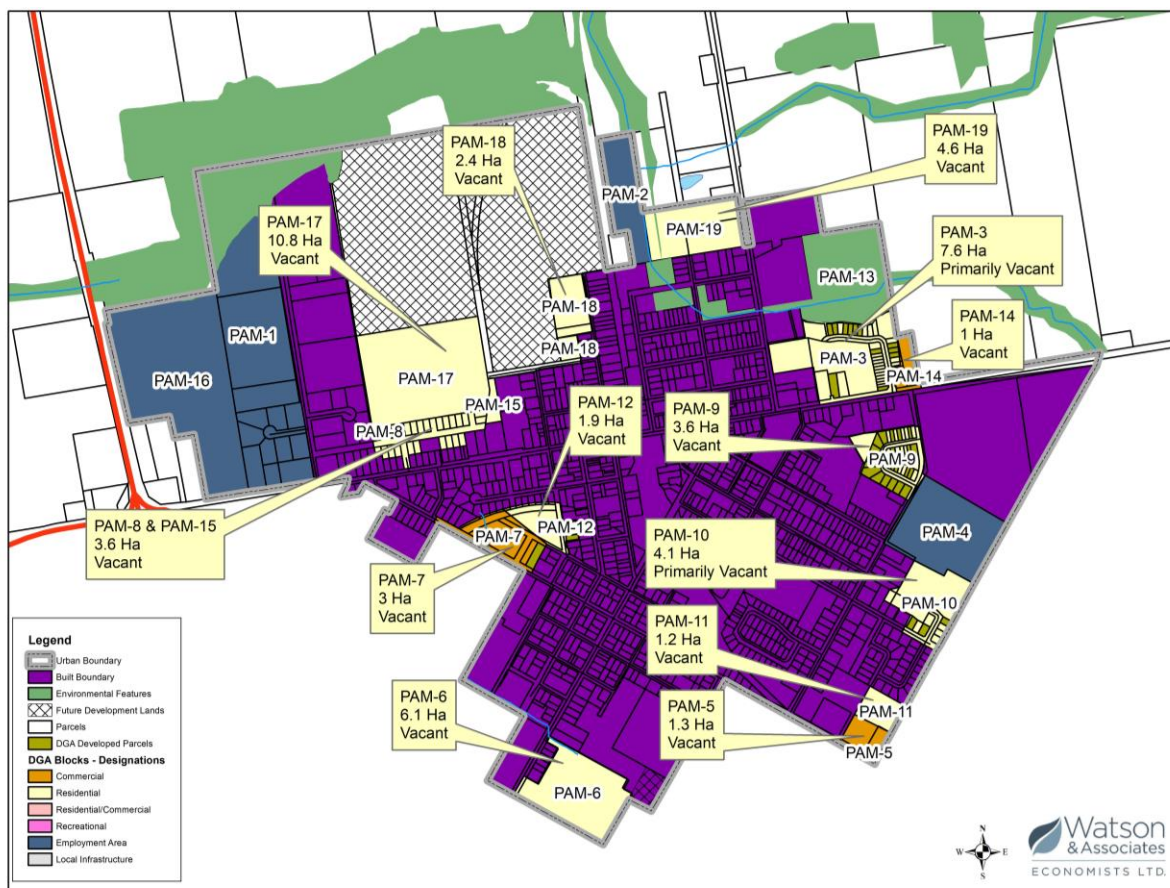 PAM-18
2.4 Ha
Vacant
PAM-19
4.6 Ha
Vacant
PAM-2
PAM-17
10.8 Ha
Vacant
PAM-19
PAM-3
7.6 Ha
Primarily Vacant
PAM-13
PAM-18
PAM-14
1 Ha
Vacant
PAM-1
PAM-18
PAM-3
PAM-16
PAM-17
PAM-14
PAM-15
PAM-12
1.9 Ha
Vacant
PAM-9
3.6 Ha
Vacant
PAM-8
PAM-9
PAM-8 & PAM-15
3.6 Ha
Vacant
PAM-7
PAM-12
PAM-4
PAM-10
4.1 Ha
Primarily Vacant
PAM-7
3 Ha
Vacant
PAM-10
PAM-11
1.2 Ha
Vacant
PAM-6
6.1 Ha
Vacant
PAM-5
1.3 Ha
Vacant
PAM-11
PAM-5
PAM-6
Legend
Urban Boundary
Built Boundary
Environmental Features
Future Development Lands
Parcels
DGA Developed Parcels
DGA Blocks - Designations
Commercial
Residential
Residential/Commercial
Recreational
Employment Area
Local Infrastructure
N
W E
S
Watson
& Associates
ECONOMISTS LTD.